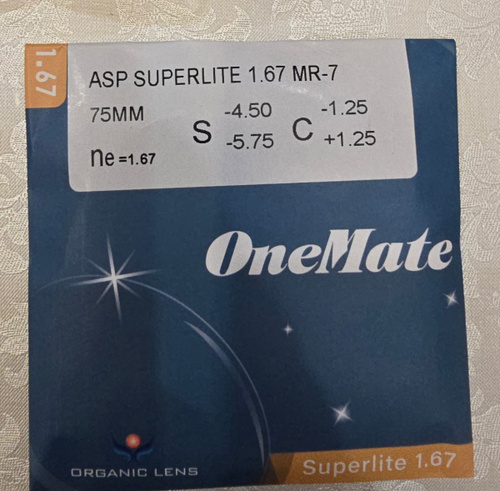 1.67
ASP SUPERLITE 1.67 MR-7
75MM
S -4.50 C -1.25
-5.75 +1.25
ne =1.67
OneMate
ORGANIC LENS
Superlite 1.67